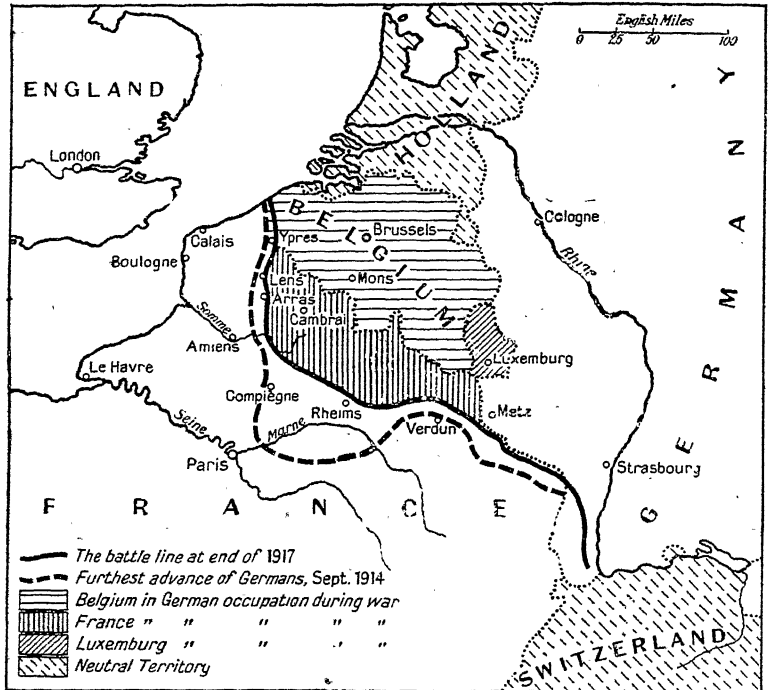 English Miles
0 25 50 100
ENGLAND
HOLLAND
GERMANY
London
Cologne
Rhine
BELGIUM
Brussels
Calais
Ypres
Boulogne
Lens
Mons
Arras
Somme
Cambrai
Amiens
Luxemburg
Le Havre
Compiègne
Rheims
Metz
Seine
Marne
Verdun
Paris
Strasbourg
FRANCE
The battle line at end of 1917
Furthest advance of Germans, Sept. 1914
Belgium in German occupation during war
France " " " " "
Luxemburg " " " " "
Neutral Territory
SWITZERLAND